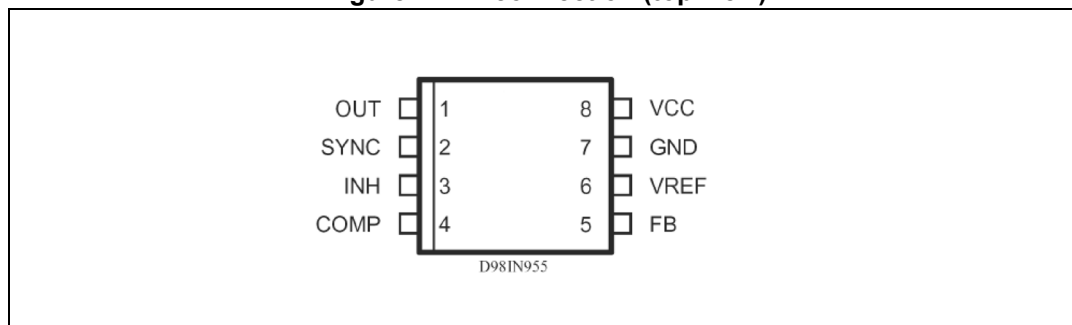 OUT 1 8 VCC
SYNC 2 7 GND
INH 3 6 VREF
COMP 4 5 FB
D98IN955